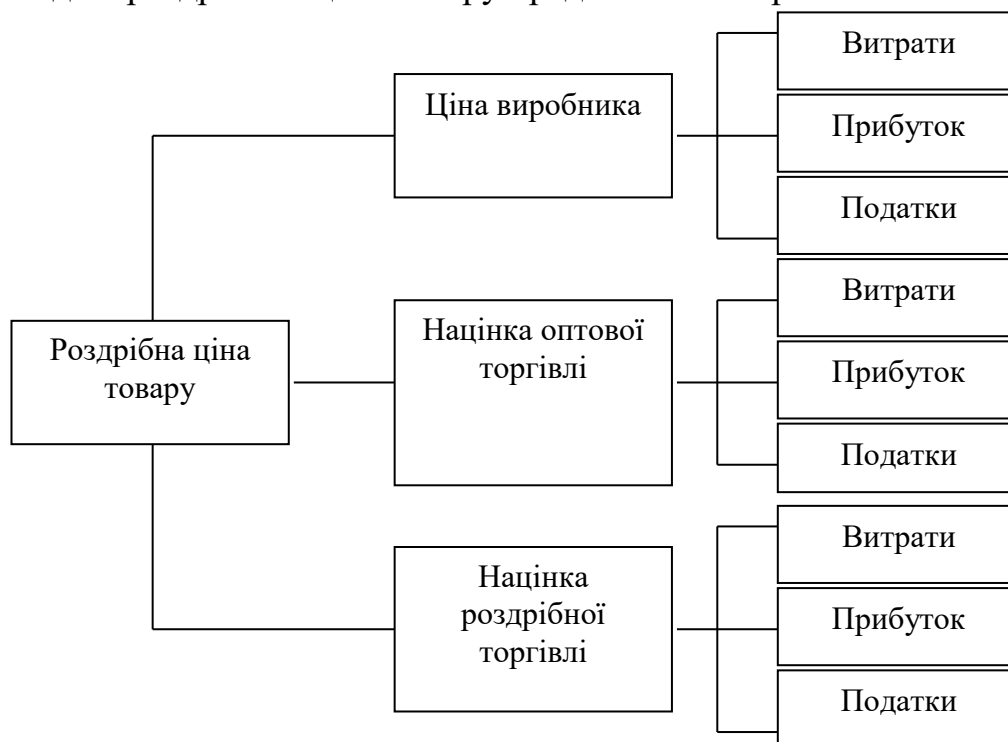 Витрати
Ціна виробника
Прибуток
Податки
Витрати
Націнка оптової
торгівлі
Роздрібна ціна
товару
Прибуток
Податки
Витрати
Націнка
роздрібної
торгівлі
Прибуток
Податки